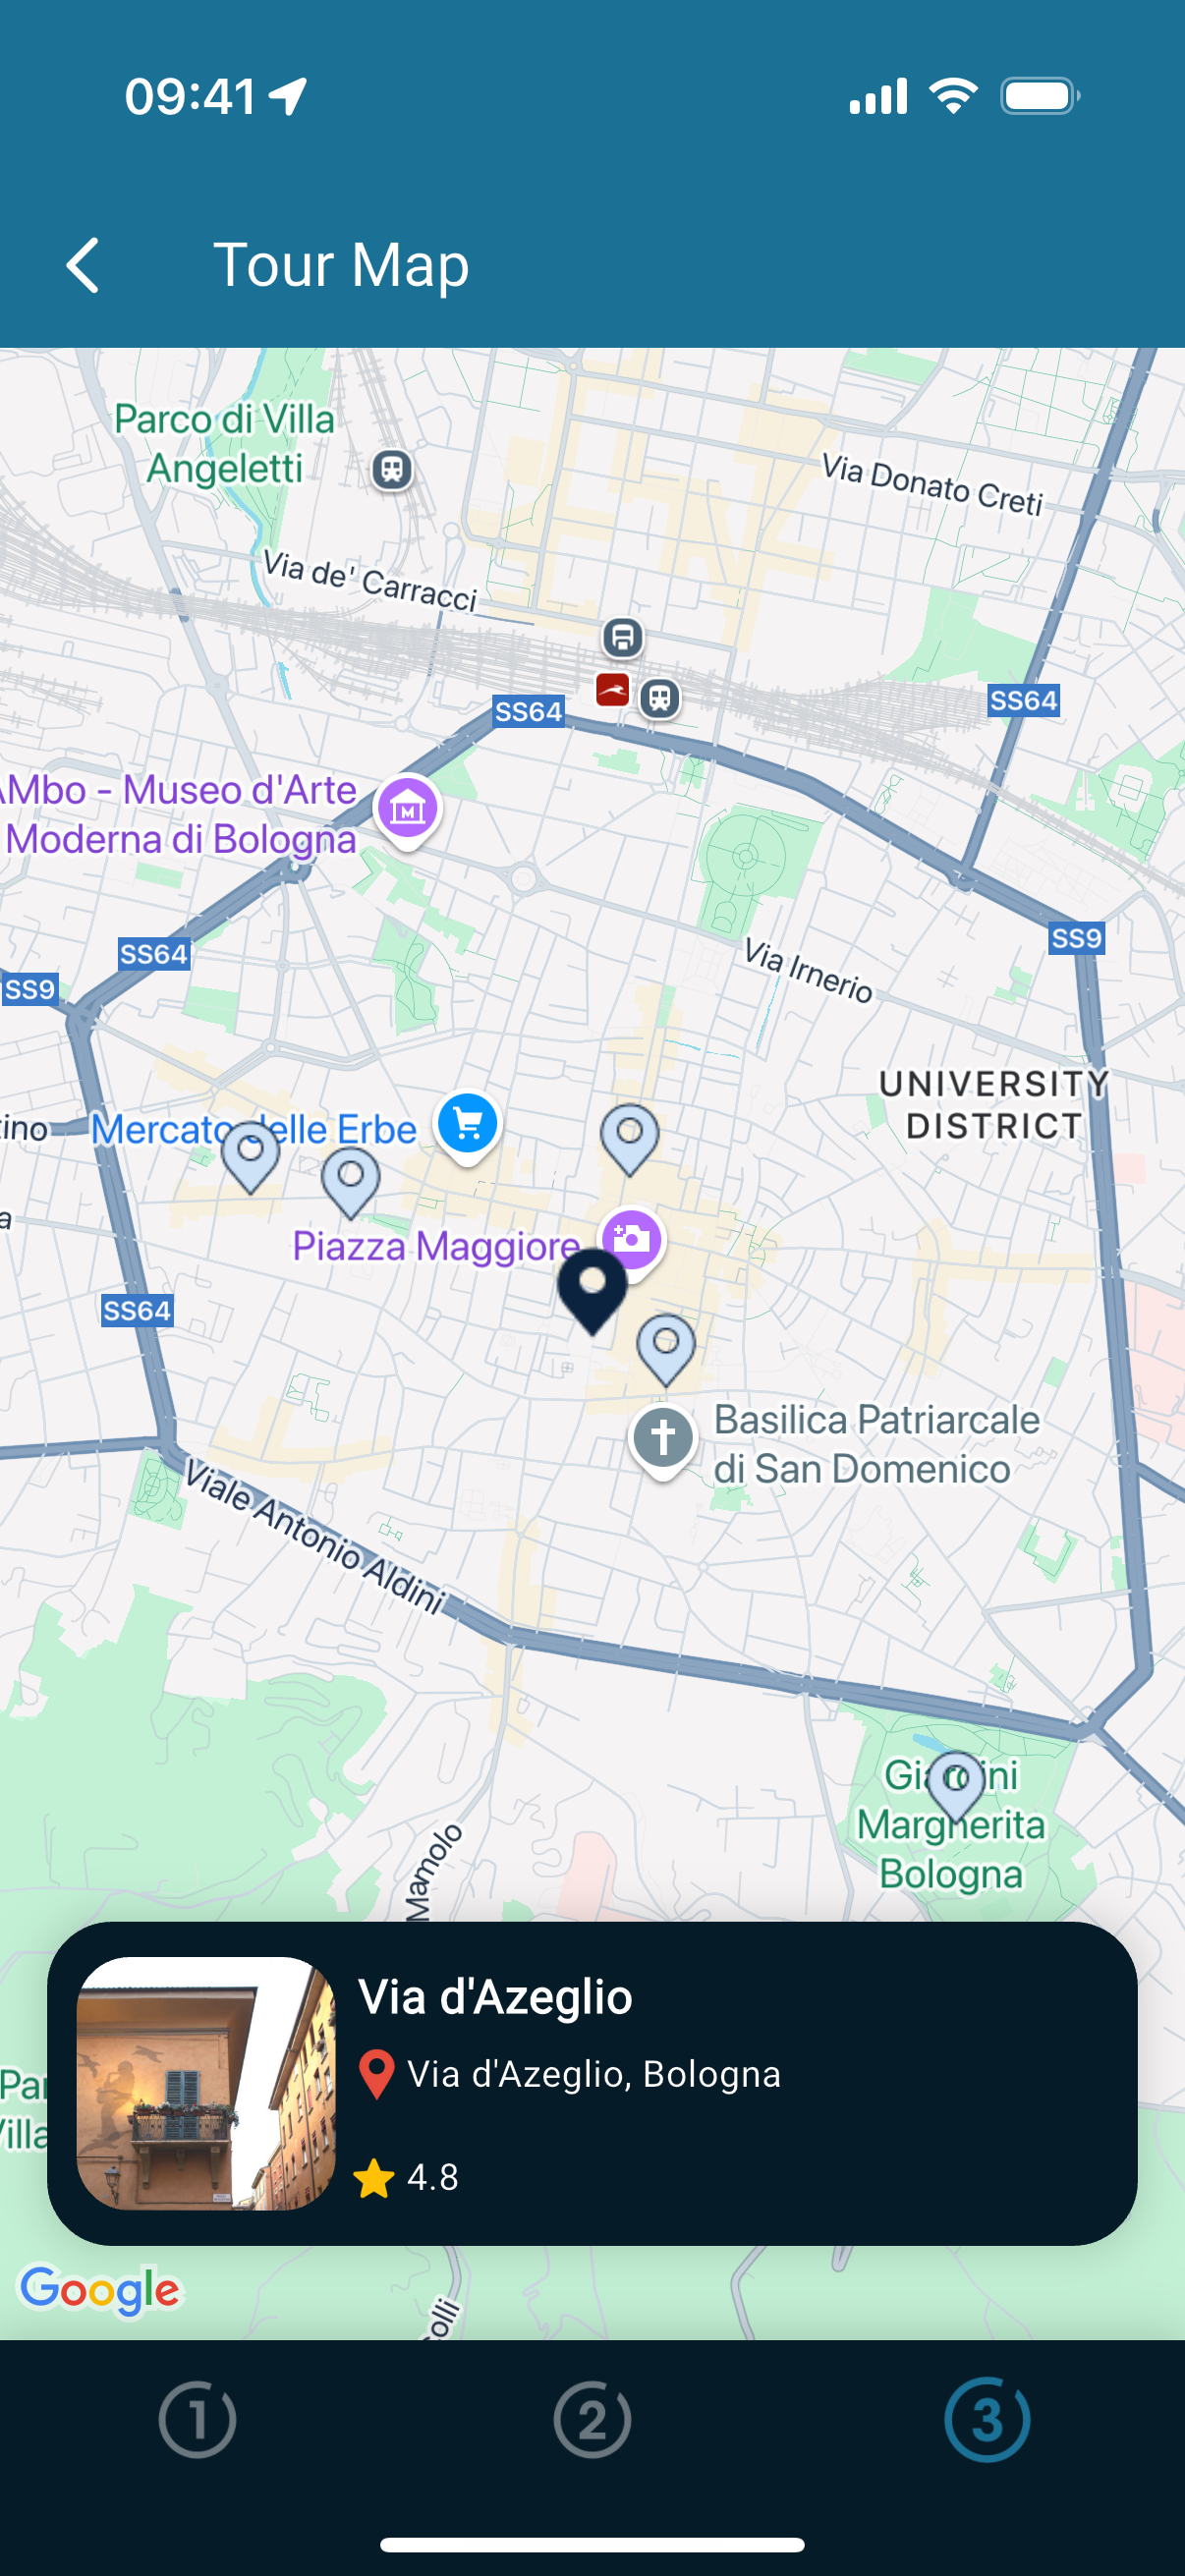 09:41
Tour Map
Parco di Villa
Angeletti
Via Donato Creti
Via de' Carracci
SS64
SS64
AMbo - Museo d'Arte
Moderna di Bologna
SS64
SS9
SS9
Via Irnerio
UNIVERSITY
DISTRICT
tino
Mercato delle Erbe
a
Piazza Maggiore
SS64
Basilica Patriarcale
di San Domenico
Viale Antonio Aldini
Giardini
Margherita
Bologna
Mamolo
Via d'Azeglio
Via d'Azeglio, Bologna
4.8
Google
olli
1
2
3